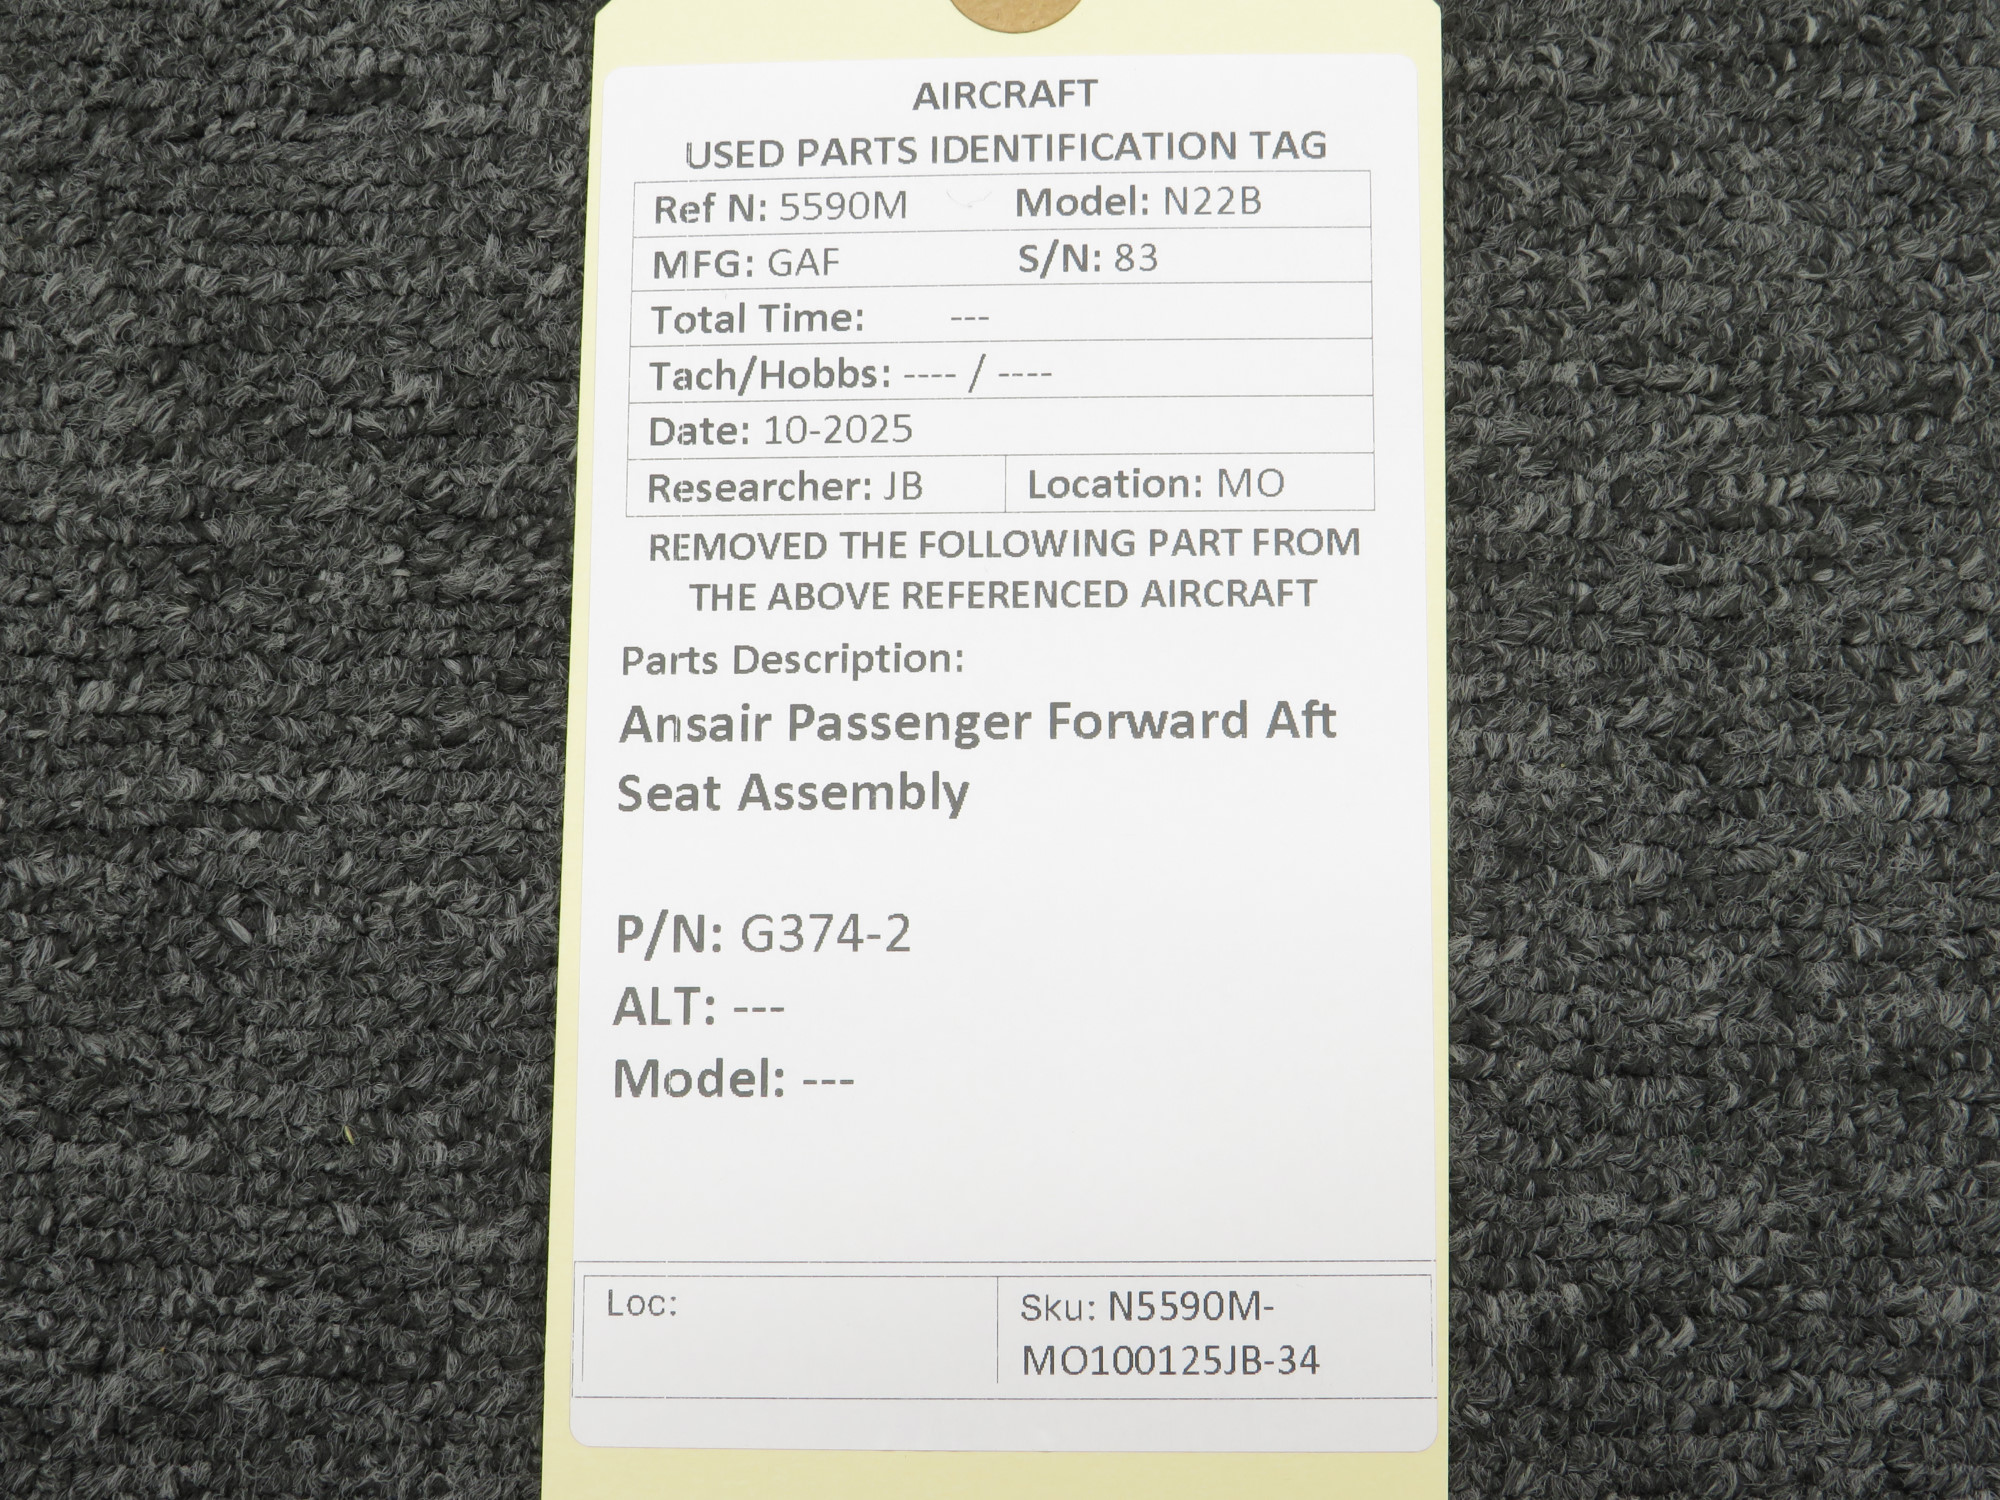 AIRCRAFT
USED PARTS IDENTIFICATION TAG
Ref N: 5590M Model: N22B
MFG: GAF S/N: 83
Total Time: ---
Tach/Hobbs: ---- / ----
Date: 10-2025
Researcher: JB Location: MO
REMOVED THE FOLLOWING PART FROM
THE ABOVE REFERENCED AIRCRAFT
Parts Description:
Ansair Passenger Forward Aft
Seat Assembly
P/N: G374-2
ALT: ---
Model: ---
Loc:
Sku: N5590M-
MO100125JB-34